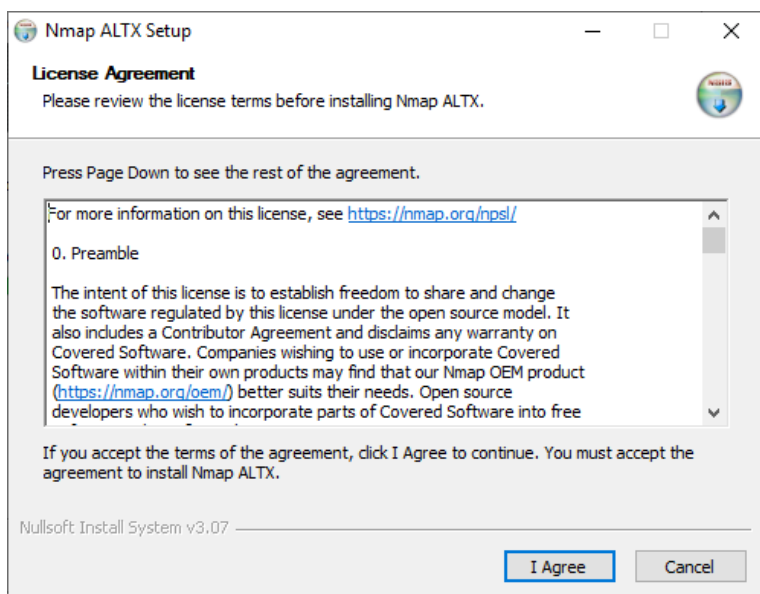 Nmap ALTX Setup
License Agreement
Please review the license terms before installing Nmap ALTX.
Press Page Down to see the rest of the agreement.
For more information on this license, see https://nmap.org/npsl/
0. Preamble
The intent of this license is to establish freedom to share and change
the software regulated by this license under the open source model. It
also includes a Contributor Agreement and disclaims any warranty on
Covered Software. Companies wishing to use or incorporate Covered
Software within their own products may find that our Nmap OEM product
(https://nmap.org/oem/) better suits their needs. Open source
developers who wish to incorporate parts of Covered Software into free
If you accept the terms of the agreement, click I Agree to continue. You must accept the
agreement to install Nmap ALTX.
Nullsoft Install System v3.07
I Agree
Cancel